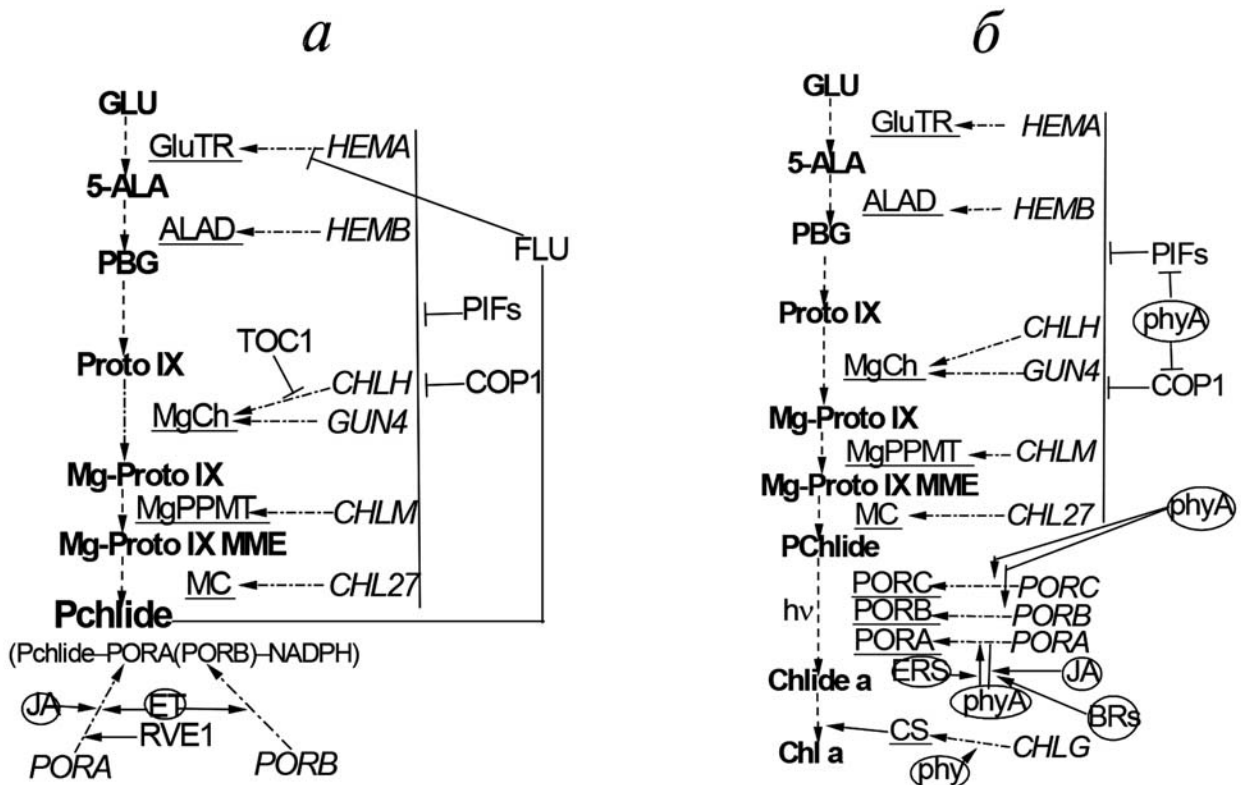 а
GLU
GluTR
HEMA
5-ALA
ALAD
HEMB
FLU
PBG
PIFs
TOC1
Proto IX
CHLH
COP1
MgCh
GUN4
Mg-Proto IX
MgPPMT
CHLM
Mg-Proto IX MME
MC
CHL27
Pchlide
(Pchlide–PORA(PORB)–NADPH)
JA
ET
RVE1
PORA
PORB
б
GLU
GluTR
HEMA
5-ALA
ALAD
HEMB
PBG
PIFs
Proto IX
CHLH
phyA
MgCh
GUN4
COP1
Mg-Proto IX
MgPPMT
CHLM
Mg-Proto IX MME
MC
CHL27
phyA
PChlide
PORC
PORC
hν
PORB
PORB
PORA
PORA
ERS
JA
Chlide a
phyA
BRs
CS
CHLG
Chl a
phy